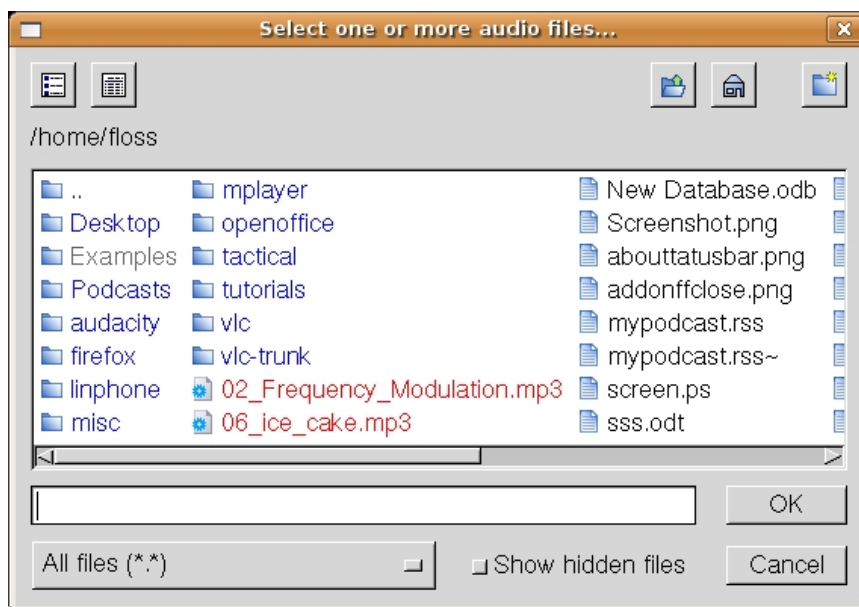 Select one or more audio files...
/home/floss
..
Desktop
Examples
Podcasts
audacity
firefox
linphone
misc
mplayer
openoffice
tactical
tutorials
vlc
vlc-trunk
02_Frequency_Modulation.mp3
06_ice_cake.mp3
New Database.odb
Screenshot.png
abouttatusbar.png
addonffclose.png
mypodcast.rss
mypodcast.rss~
screen.ps
sss.odt
OK
All files (*.*)
Show hidden files
Cancel